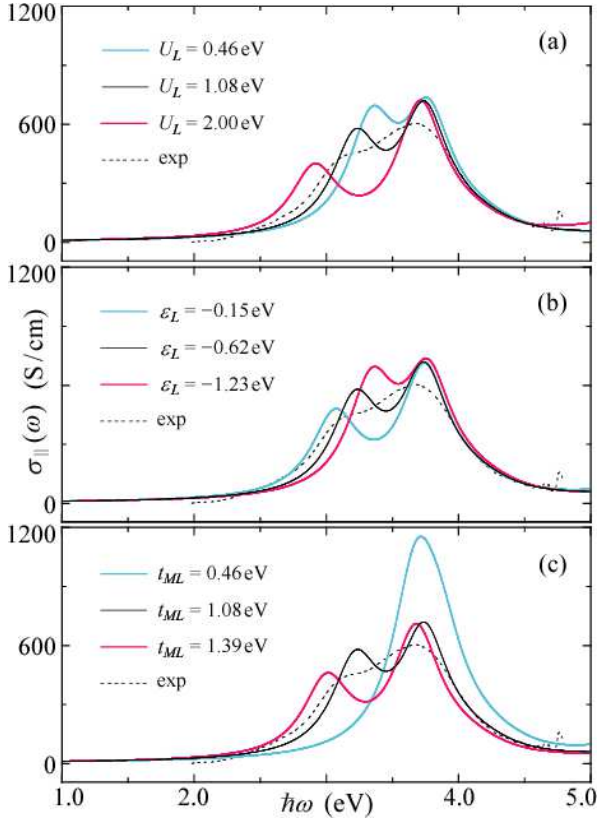 1200
(a)
U_L = 0.46 eV
U_L = 1.08 eV
U_L = 2.00 eV
exp
600
0
1200
(b)
ε_L = −0.15 eV
ε_L = −0.62 eV
ε_L = −1.23 eV
exp
600
0
σ_||(ω) (S/cm)
1200
(c)
t_ML = 0.46 eV
t_ML = 1.08 eV
t_ML = 1.39 eV
exp
600
0
1.0 2.0 4.0 5.0
ℏω (eV)